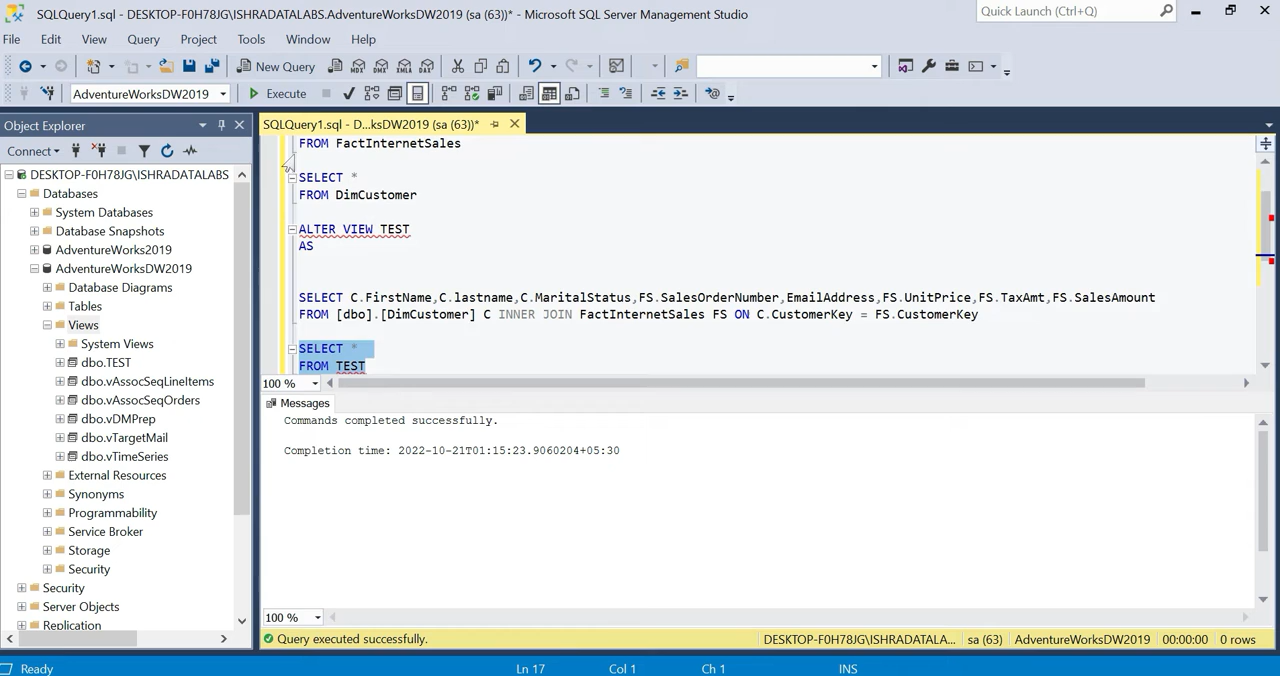 SQLQuery1.sql - DESKTOP-F0H78JG\ISHRADATALABS.AdventureWorksDW2019 (sa (63))* - Microsoft SQL Server Management Studio
Quick Launch (Ctrl+Q)
File Edit View Query Project Tools Window Help
New Query MDX DMX XMLA DAX
AdventureWorksDW2019 Execute
Object Explorer
SQLQuery1.sql - D...ksDW2019 (sa (63))*
Connect
DESKTOP-F0H78JG\ISHRADATALABS
Databases
System Databases
Database Snapshots
AdventureWorks2019
AdventureWorksDW2019
Database Diagrams
Tables
Views
System Views
dbo.TEST
dbo.vAssocSeqLineItems
dbo.vAssocSeqOrders
dbo.vDMPrep
dbo.vTargetMail
dbo.vTimeSeries
External Resources
Synonyms
Programmability
Service Broker
Storage
Security
Security
Server Objects
Replication
FROM FactInternetSales
SELECT *
FROM DimCustomer
ALTER VIEW TEST
AS
SELECT C.FirstName,C.lastname,C.MaritalStatus,FS.SalesOrderNumber,EmailAddress,FS.UnitPrice,FS.TaxAmt,FS.SalesAmount
FROM [dbo].[DimCustomer] C INNER JOIN FactInternetSales FS ON C.CustomerKey = FS.CustomerKey
SELECT *
FROM TEST
100 %
Messages
Commands completed successfully.
Completion time: 2022-10-21T01:15:23.9060204+05:30
100 %
Query executed successfully.
DESKTOP-F0H78JG\ISHRADATALA... sa (63) AdventureWorksDW2019 00:00:00 0 rows
Ready Ln 17 Col 1 Ch 1 INS